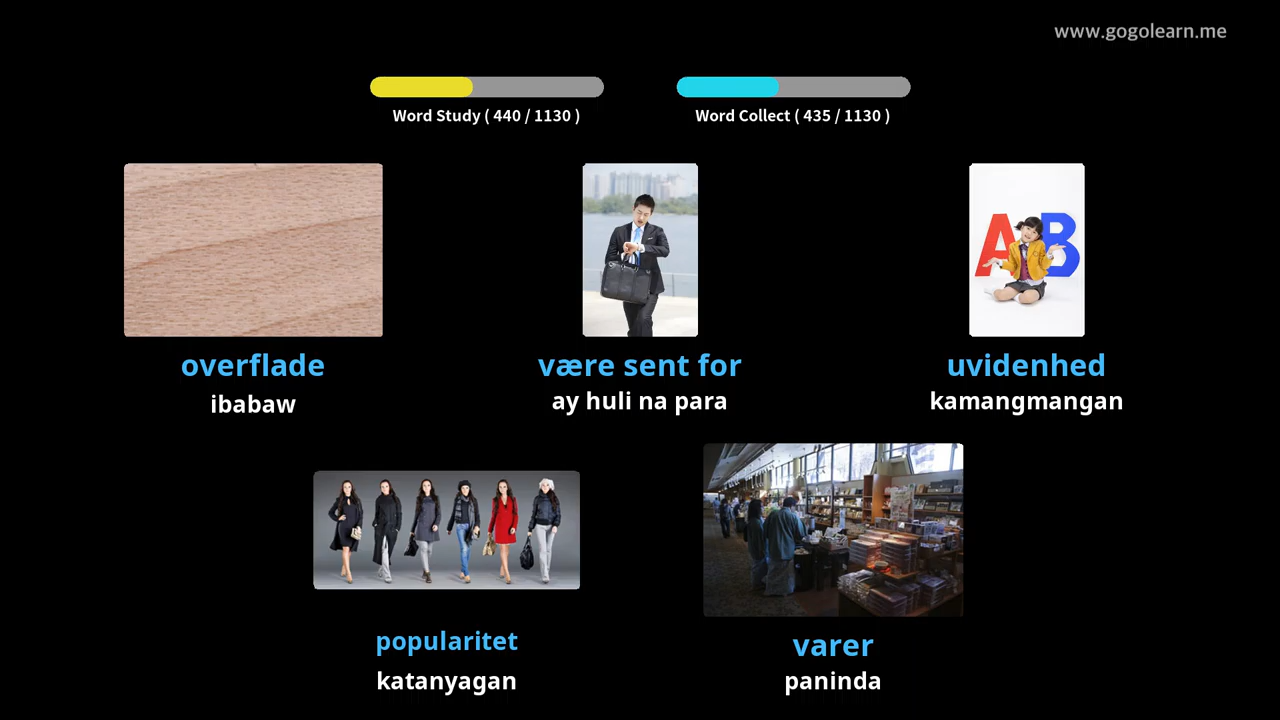 www.gogolearn.me
Word Study ( 440 / 1130 )
Word Collect ( 435 / 1130 )
overflade
ibabaw
være sent for
ay huli na para
A B
uvidenhed
kamangmangan
popularitet
katanyagan
varer
paninda